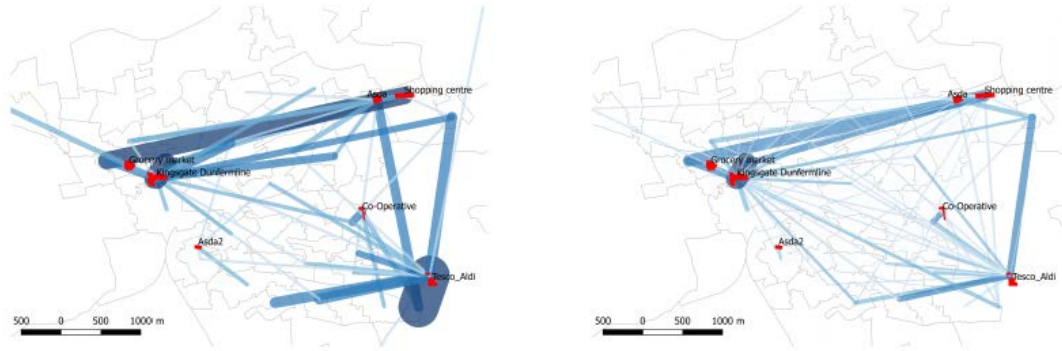 Asda
Shopping centre
Grocery market
Kingsgate Dunfermline
Co-Operative
Asda2
Tesco_Aldi
500 0 500 1000 m
Asda
Shopping centre
Grocery market
Kingsgate Dunfermline
Co-Operative
Asda2
Tesco_Aldi
500 0 500 1000 m